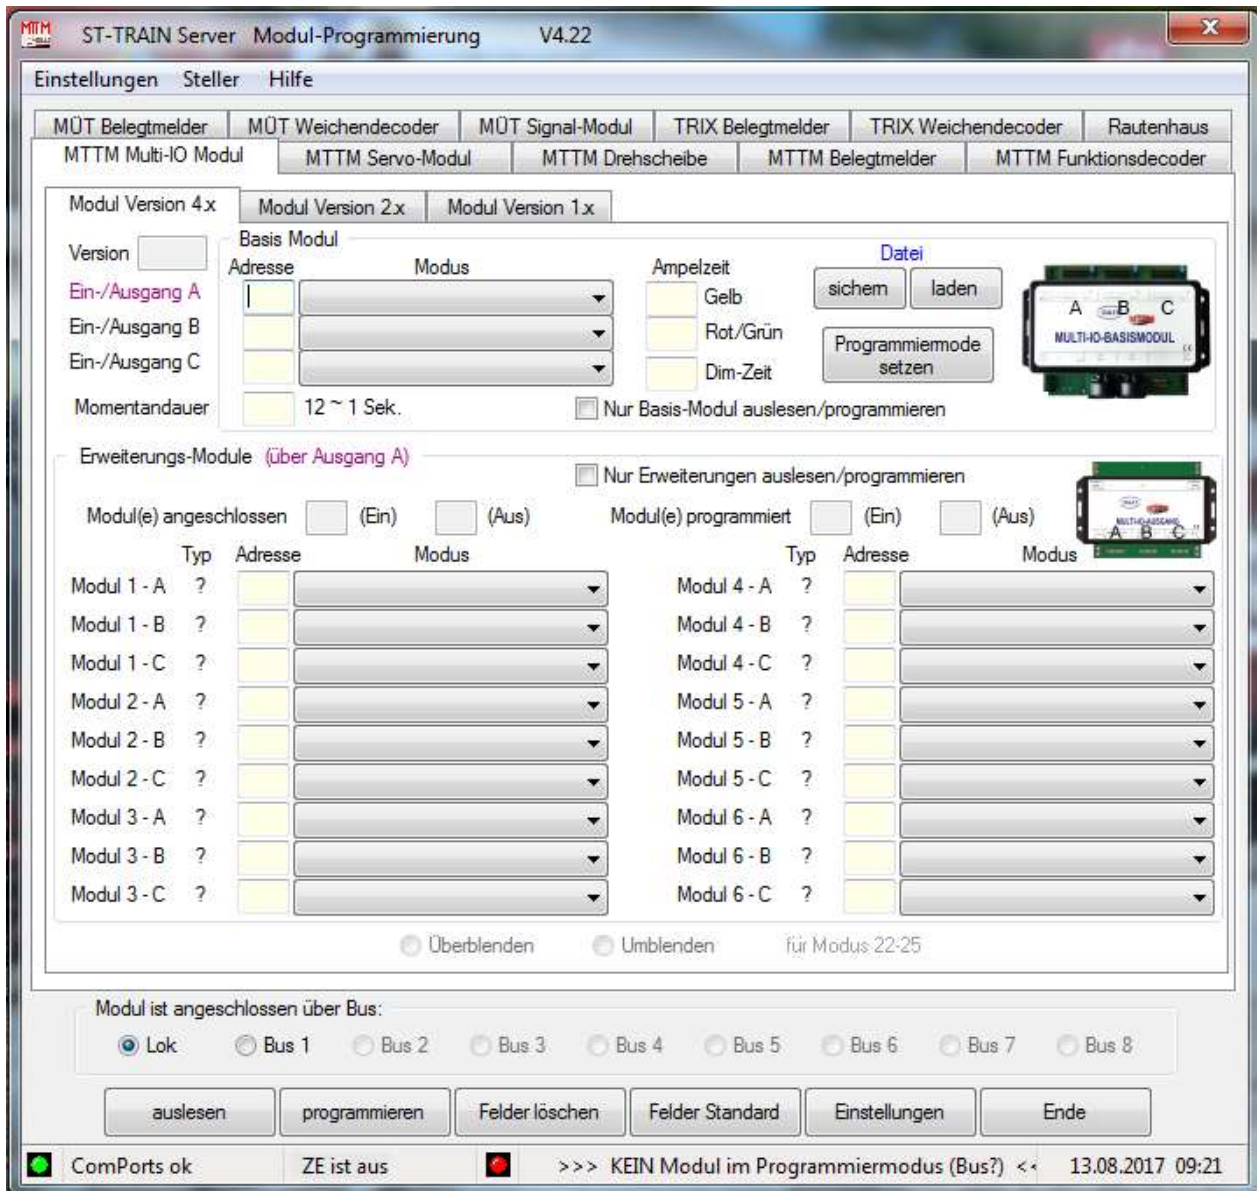 ST-TRAIN Server Modul-Programmierung V4.22
Einstellungen Steller Hilfe
MÜT Belegtmelder MÜT Weichendecoder MÜT Signal-Modul TRIX Belegtmelder TRIX Weichendecoder Rautenhaus
MTTM Multi-IO Modul MTTM Servo-Modul MTTM Drehscheibe MTTM Belegtmelder MTTM Funktionsdecoder
Modul Version 4.x Modul Version 2.x Modul Version 1.x
Version Basis Modul Datei
Adresse Modus Ampelzeit
Ein-/Ausgang A Gelb sichern laden
A B C
MULTI-IO-BASISMODUL
Ein-/Ausgang B Rot/Grün Programmiermode
setzen
Ein-/Ausgang C Dim-Zeit
Momentandauer 12 ~ 1 Sek. Nur Basis-Modul auslesen/programmieren
Erweiterungs-Module (über Ausgang A) Nur Erweiterungen auslesen/programmieren
Modul(e) angeschlossen (Ein) (Aus) Modul(e) programmiert (Ein) (Aus)
MULTI-IO-AUSGANG
A B C
Typ Adresse Modus Typ Adresse Modus
Modul 1 - A ? Modul 4 - A ?
Modul 1 - B ? Modul 4 - B ?
Modul 1 - C ? Modul 4 - C ?
Modul 2 - A ? Modul 5 - A ?
Modul 2 - B ? Modul 5 - B ?
Modul 2 - C ? Modul 5 - C ?
Modul 3 - A ? Modul 6 - A ?
Modul 3 - B ? Modul 6 - B ?
Modul 3 - C ? Modul 6 - C ?
Überblenden Umblenden für Modus 22-25
Modul ist angeschlossen über Bus:
Lok Bus 1 Bus 2 Bus 3 Bus 4 Bus 5 Bus 6 Bus 7 Bus 8
auslesen programmieren Felder löschen Felder Standard Einstellungen Ende
ComPorts ok ZE ist aus >>> KEIN Modul im Programmiermodus (Bus?) <‹ 13.08.2017 09:21